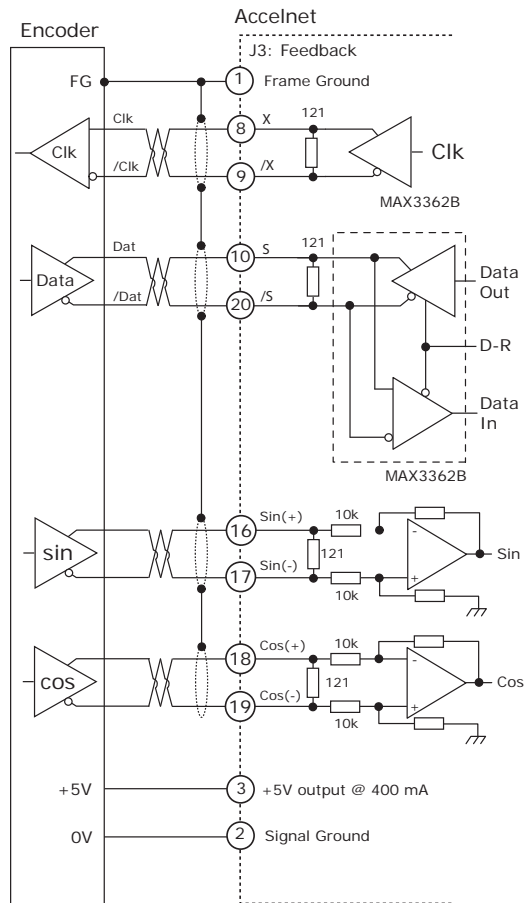 Encoder
Accelnet
J3: Feedback
FG
1
Frame Ground
Clk
8
X
121
Clk
Clk
/Clk
9
/X
MAX3362B
Dat
10
S
121
Data
Data
Out
/Dat
20
/S
D-R
Data
In
MAX3362B
16
Sin(+)
10k
-
sin
121
Sin
17
Sin(-)
+
10k
18
Cos(+)
10k
-
cos
121
Cos
19
Cos(-)
+
10k
+5V
3
+5V output @ 400 mA
0V
2
Signal Ground